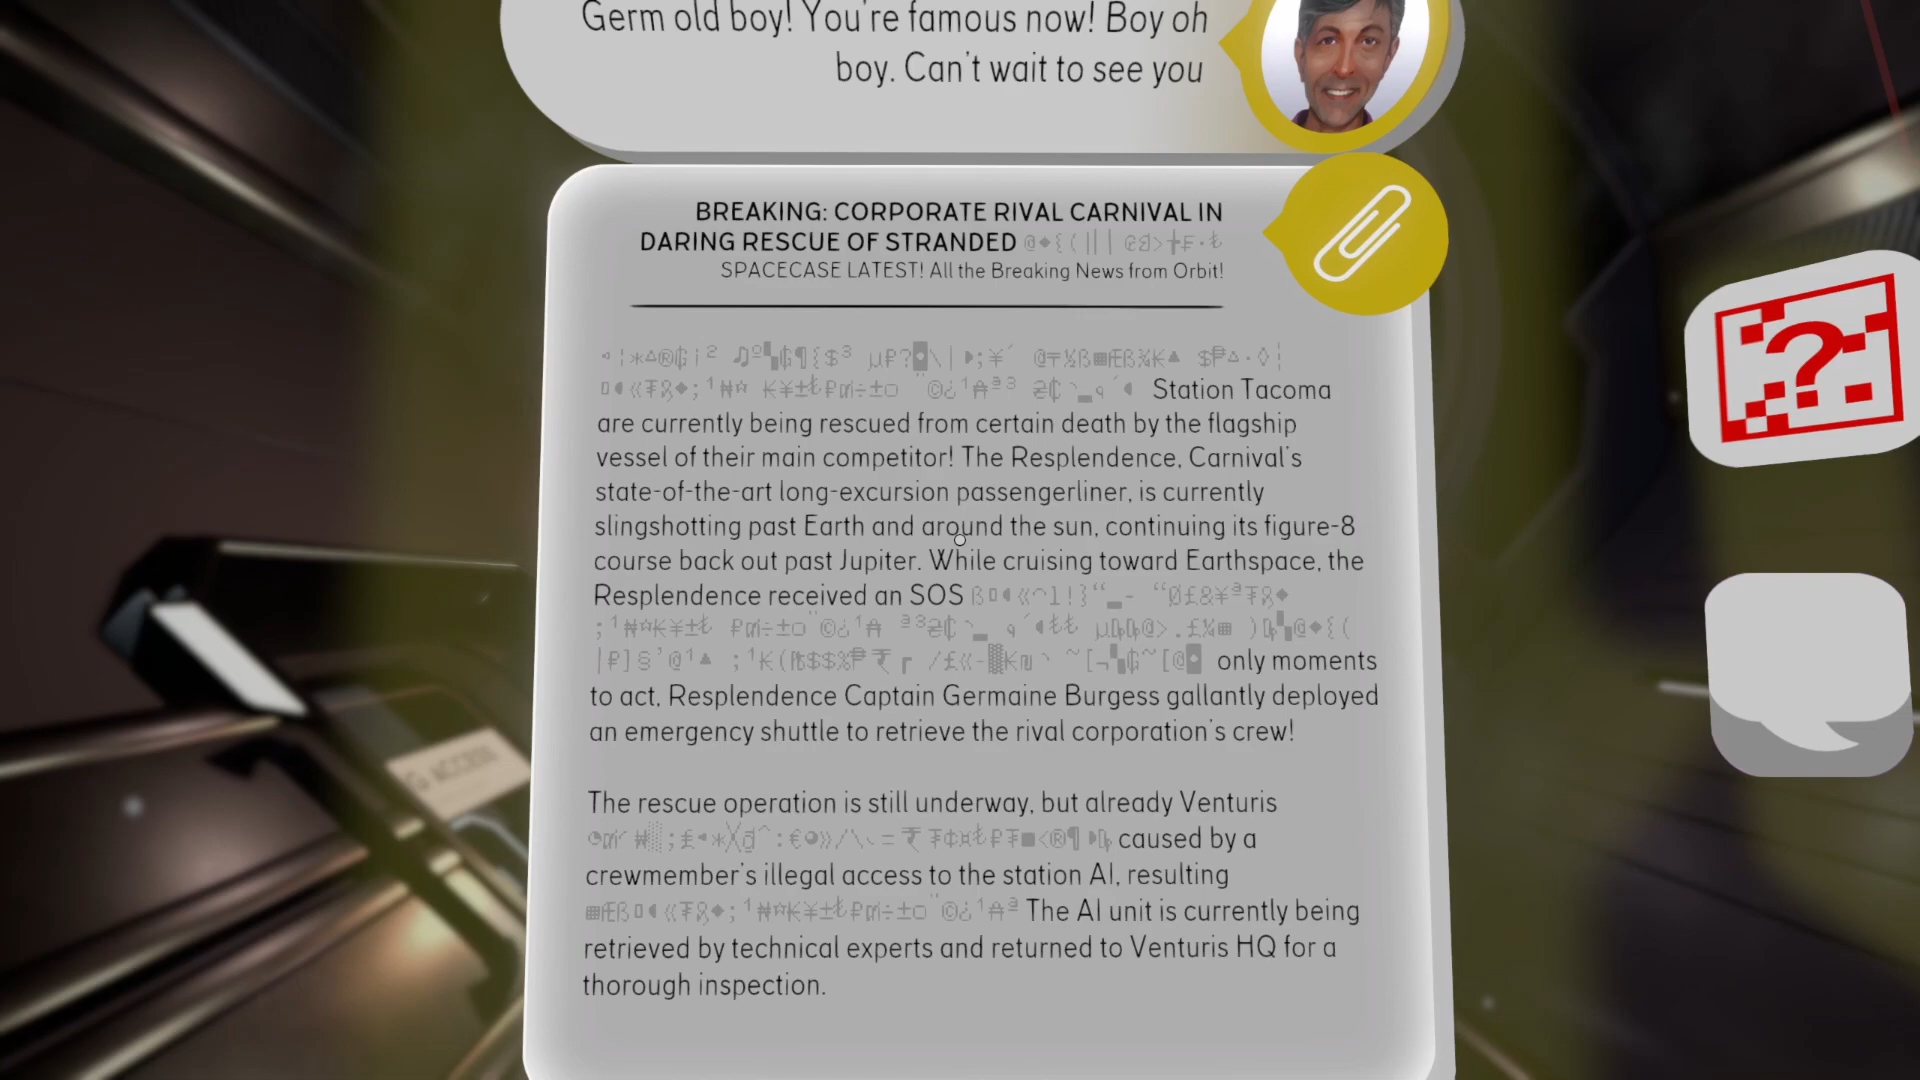 Germ old boy! You're famous now! Boy oh
boy. Can't wait to see you
BREAKING: CORPORATE RIVAL CARNIVAL IN
DARING RESCUE OF STRANDED
SPACECASE LATEST! All the Breaking News from Orbit!
Station Tacoma
are currently being rescued from certain death by the flagship
vessel of their main competitor! The Resplendence, Carnival's
state-of-the-art long-excursion passengerliner, is currently
slingshotting past Earth and around the sun, continuing its figure-8
course back out past Jupiter. While cruising toward Earthspace, the
Resplendence received an SOS
only moments
to act, Resplendence Captain Germaine Burgess gallantly deployed
an emergency shuttle to retrieve the rival corporation's crew!
The rescue operation is still underway, but already Venturis
caused by a
crewmember's illegal access to the station AI, resulting
The AI unit is currently being
retrieved by technical experts and returned to Venturis HQ for a
thorough inspection.
?